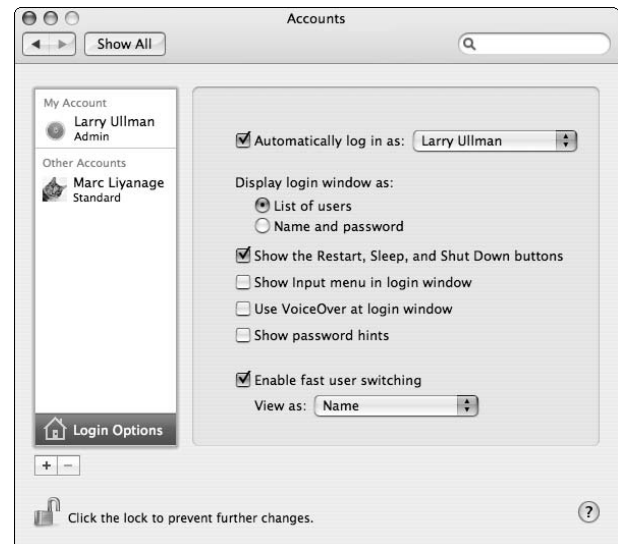 Accounts
Show All
My Account
Larry Ullman
Admin
Other Accounts
Marc Liyanage
Standard
Login Options
Automatically log in as: Larry Ullman
Display login window as:
List of users
Name and password
Show the Restart, Sleep, and Shut Down buttons
Show Input menu in login window
Use VoiceOver at login window
Show password hints
Enable fast user switching
View as: Name
+ −
Click the lock to prevent further changes.
?